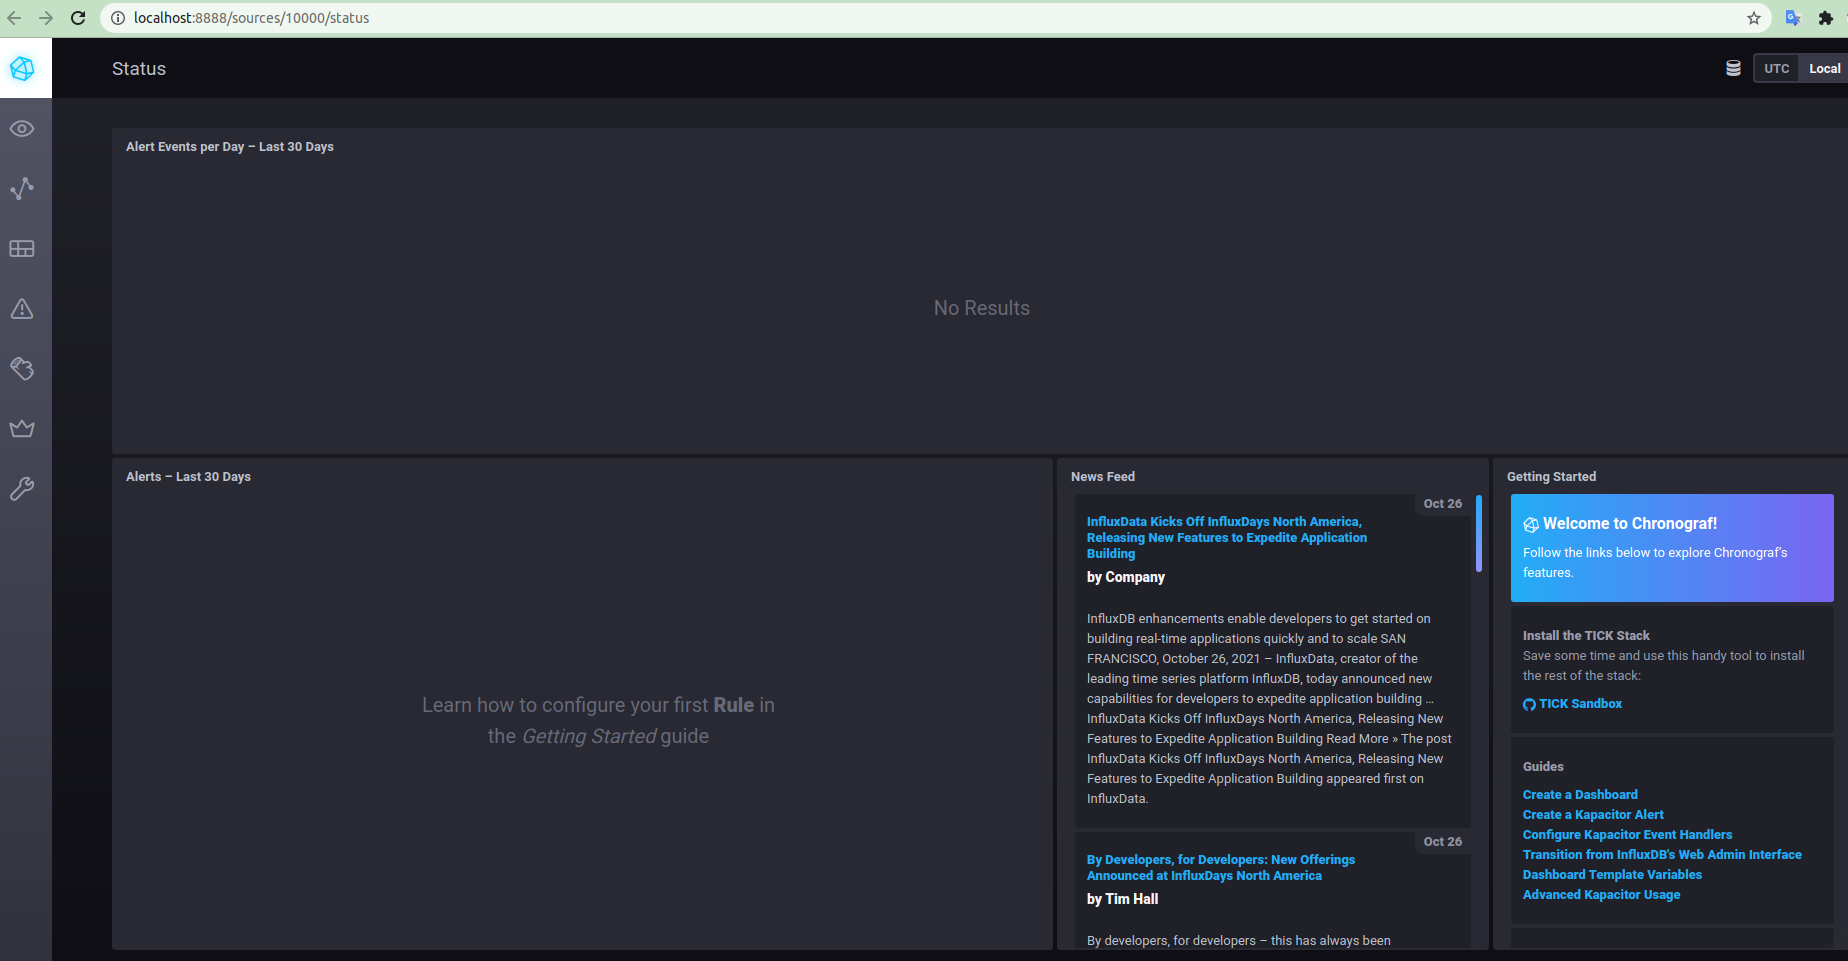 localhost:8888/sources/10000/status
Status
UTC
Local
Alert Events per Day – Last 30 Days
No Results
Alerts – Last 30 Days
Learn how to configure your first Rule in
the Getting Started guide
News Feed
Oct 26
InfluxData Kicks Off InfluxDays North America,
Releasing New Features to Expedite Application
Building
by Company
InfluxDB enhancements enable developers to get started on
building real-time applications quickly and to scale SAN
FRANCISCO, October 26, 2021 – InfluxData, creator of the
leading time series platform InfluxDB, today announced new
capabilities for developers to expedite application building …
InfluxData Kicks Off InfluxDays North America, Releasing New
Features to Expedite Application Building Read More » The post
InfluxData Kicks Off InfluxDays North America, Releasing New
Features to Expedite Application Building appeared first on
InfluxData.
Oct 26
By Developers, for Developers: New Offerings
Announced at InfluxDays North America
by Tim Hall
By developers, for developers – this has always been
Getting Started
Welcome to Chronograf!
Follow the links below to explore Chronograf's
features.
Install the TICK Stack
Save some time and use this handy tool to install
the rest of the stack:
TICK Sandbox
Guides
Create a Dashboard
Create a Kapacitor Alert
Configure Kapacitor Event Handlers
Transition from InfluxDB's Web Admin Interface
Dashboard Template Variables
Advanced Kapacitor Usage